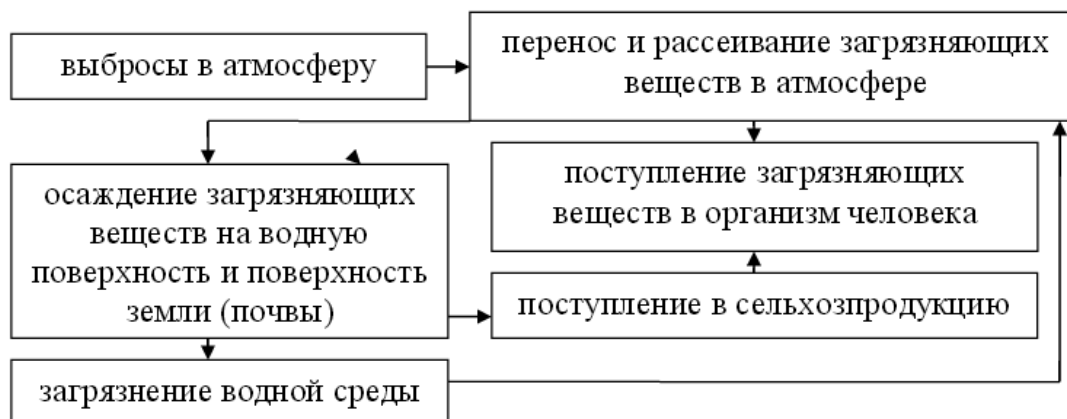 выбросы в атмосферу
перенос и рассеивание загрязняющих
веществ в атмосфере
осаждение загрязняющих
веществ на водную
поверхность и поверхность
земли (почвы)
поступление загрязняющих
веществ в организм человека
поступление в сельхозпродукцию
загрязнение водной среды